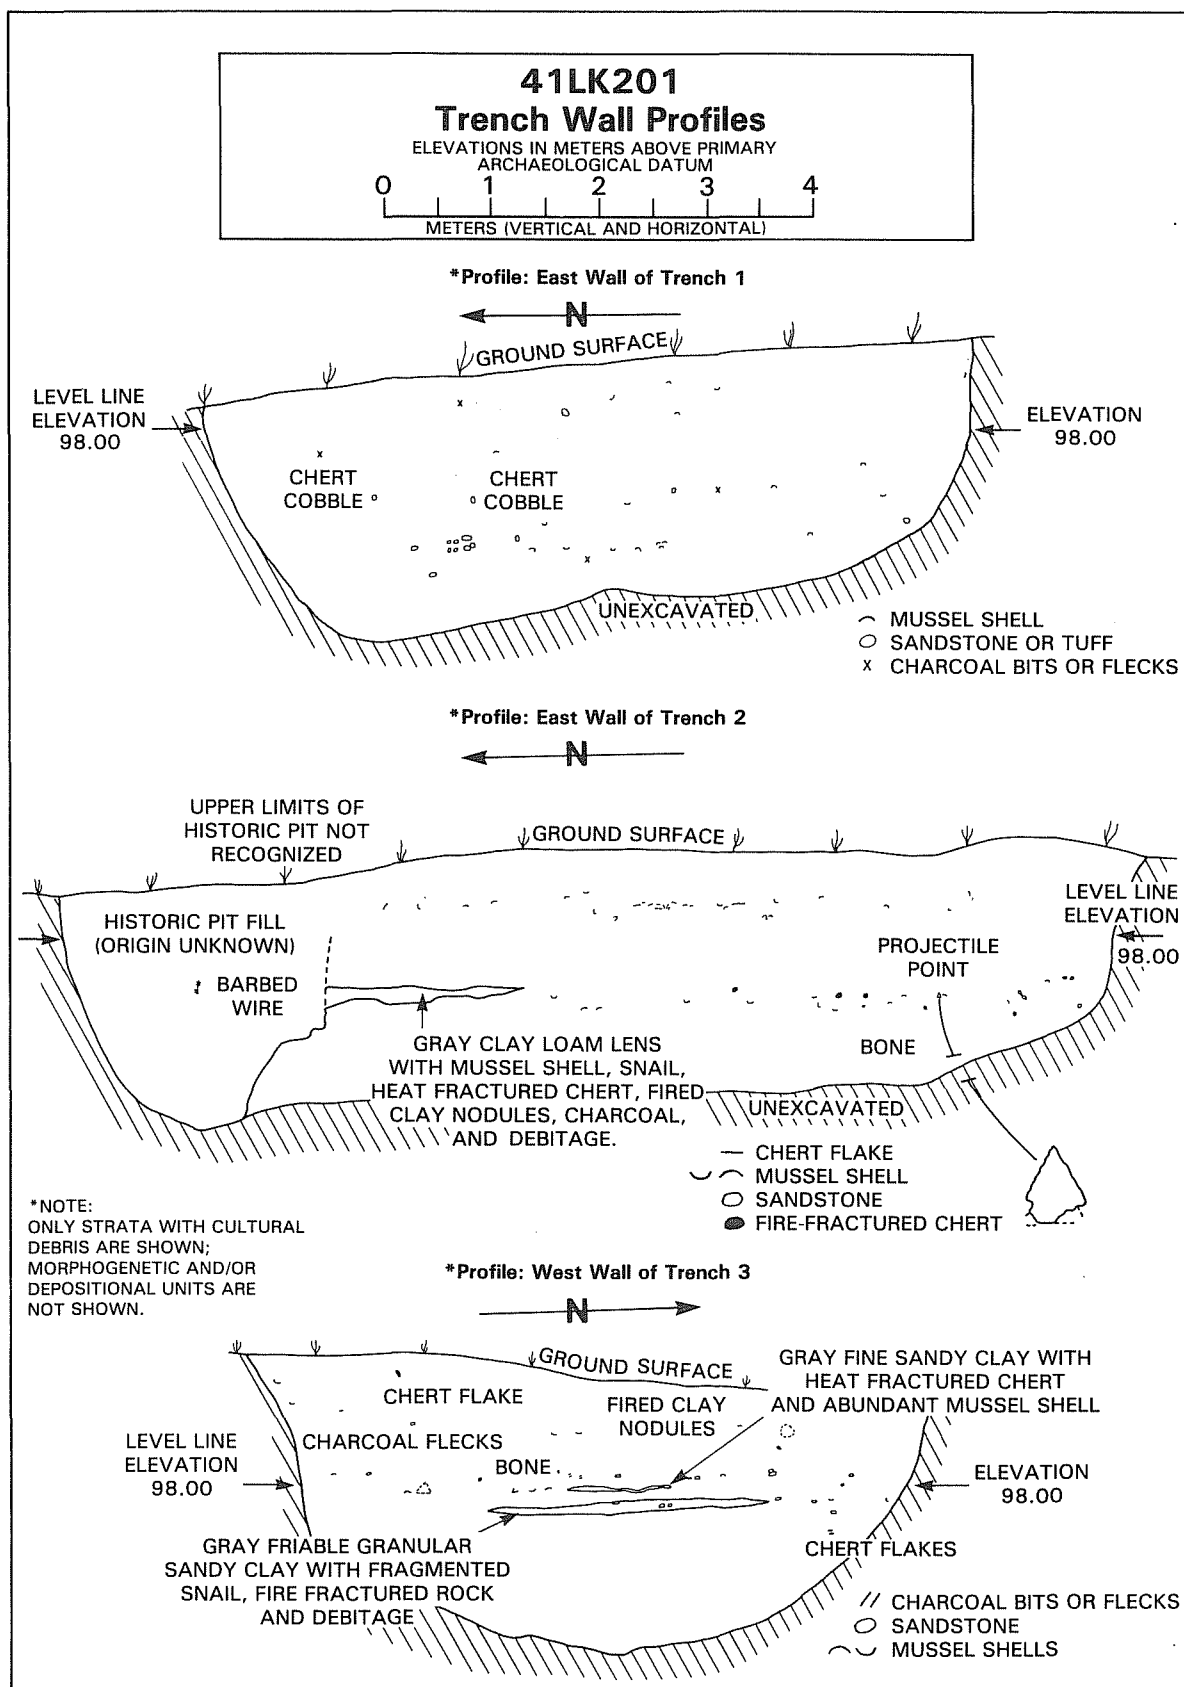 41LK201
Trench Wall Profiles
ELEVATIONS IN METERS ABOVE PRIMARY
ARCHAEOLOGICAL DATUM
0 1 2 3 4
METERS (VERTICAL AND HORIZONTAL)
*Profile: East Wall of Trench 1
N
GROUND SURFACE
LEVEL LINE
ELEVATION
98.00
ELEVATION
98.00
CHERT
COBBLE
CHERT
COBBLE
UNEXCAVATED
MUSSEL SHELL
SANDSTONE OR TUFF
x CHARCOAL BITS OR FLECKS
*Profile: East Wall of Trench 2
N
UPPER LIMITS OF
HISTORIC PIT NOT
RECOGNIZED
GROUND SURFACE
HISTORIC PIT FILL
(ORIGIN UNKNOWN)
BARBED
WIRE
LEVEL LINE
ELEVATION
98.00
PROJECTILE
POINT
BONE
GRAY CLAY LOAM LENS
WITH MUSSEL SHELL, SNAIL,
HEAT FRACTURED CHERT, FIRED
CLAY NODULES, CHARCOAL,
AND DEBITAGE.
UNEXCAVATED
CHERT FLAKE
MUSSEL SHELL
SANDSTONE
FIRE-FRACTURED CHERT
*NOTE:
ONLY STRATA WITH CULTURAL
DEBRIS ARE SHOWN;
MORPHOGENETIC AND/OR
DEPOSITIONAL UNITS ARE
NOT SHOWN.
*Profile: West Wall of Trench 3
N
GROUND SURFACE
GRAY FINE SANDY CLAY WITH
HEAT FRACTURED CHERT
AND ABUNDANT MUSSEL SHELL
CHERT FLAKE
FIRED CLAY
NODULES
CHARCOAL FLECKS
BONE
LEVEL LINE
ELEVATION
98.00
ELEVATION
98.00
GRAY FRIABLE GRANULAR
SANDY CLAY WITH FRAGMENTED
SNAIL, FIRE FRACTURED ROCK
AND DEBITAGE
CHERT FLAKES
CHARCOAL BITS OR FLECKS
SANDSTONE
MUSSEL SHELLS